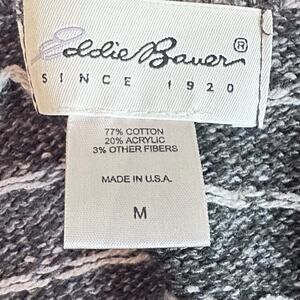 Eddie Bauer®
SINCE 1920
77% COTTON
20% ACRYLIC
3% OTHER FIBERS
MADE IN U.S.A.
M